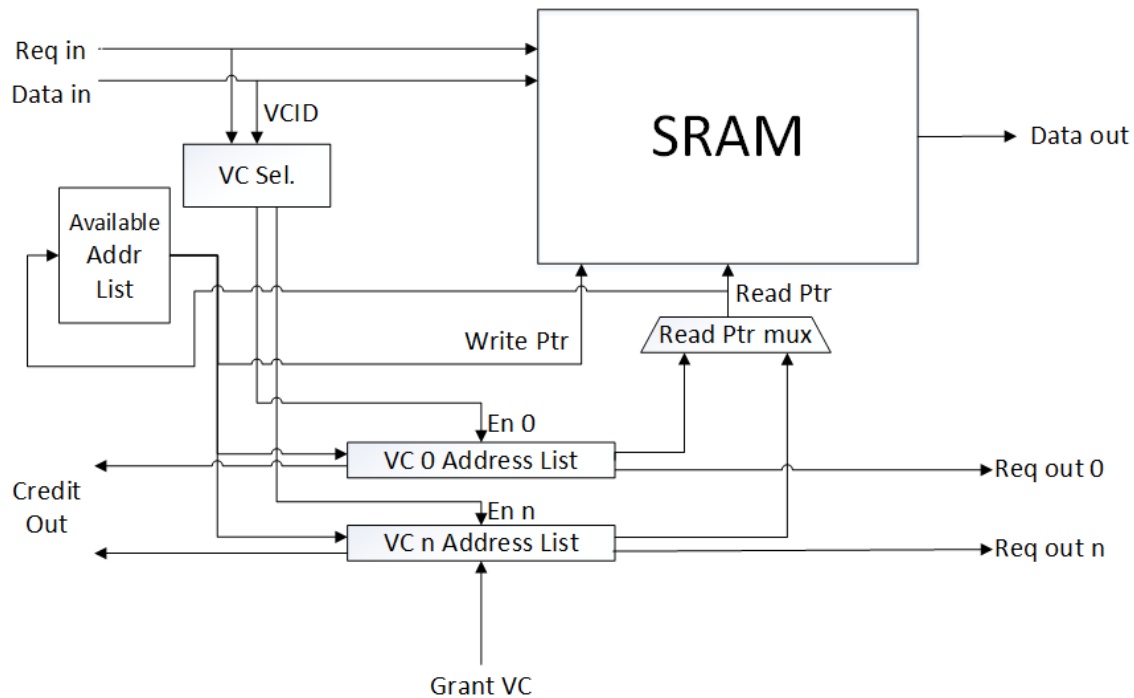 Req in
Data in
VCID
SRAM
Data out
VC Sel.
Available
Addr
List
Read Ptr
Write Ptr
Read Ptr mux
En 0
VC 0 Address List
Req out 0
Credit
Out
En n
VC n Address List
Req out n
Grant VC